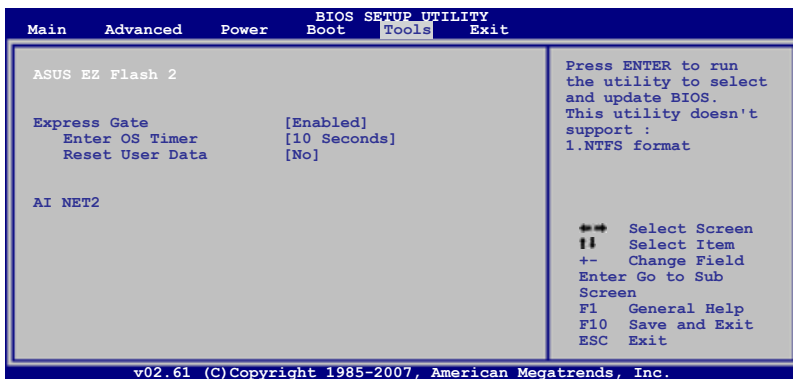 BIOS SETUP UTILITY
Main Advanced Power Boot Tools Exit
ASUS EZ Flash 2
Express Gate [Enabled]
Enter OS Timer [10 Seconds]
Reset User Data [No]
AI NET2
Press ENTER to run
the utility to select
and update BIOS.
This utility doesn't
support :
1.NTFS format
←→ Select Screen
↑↓ Select Item
+- Change Field
Enter Go to Sub
Screen
F1 General Help
F10 Save and Exit
ESC Exit
v02.61 (C)Copyright 1985-2007, American Megatrends, Inc.